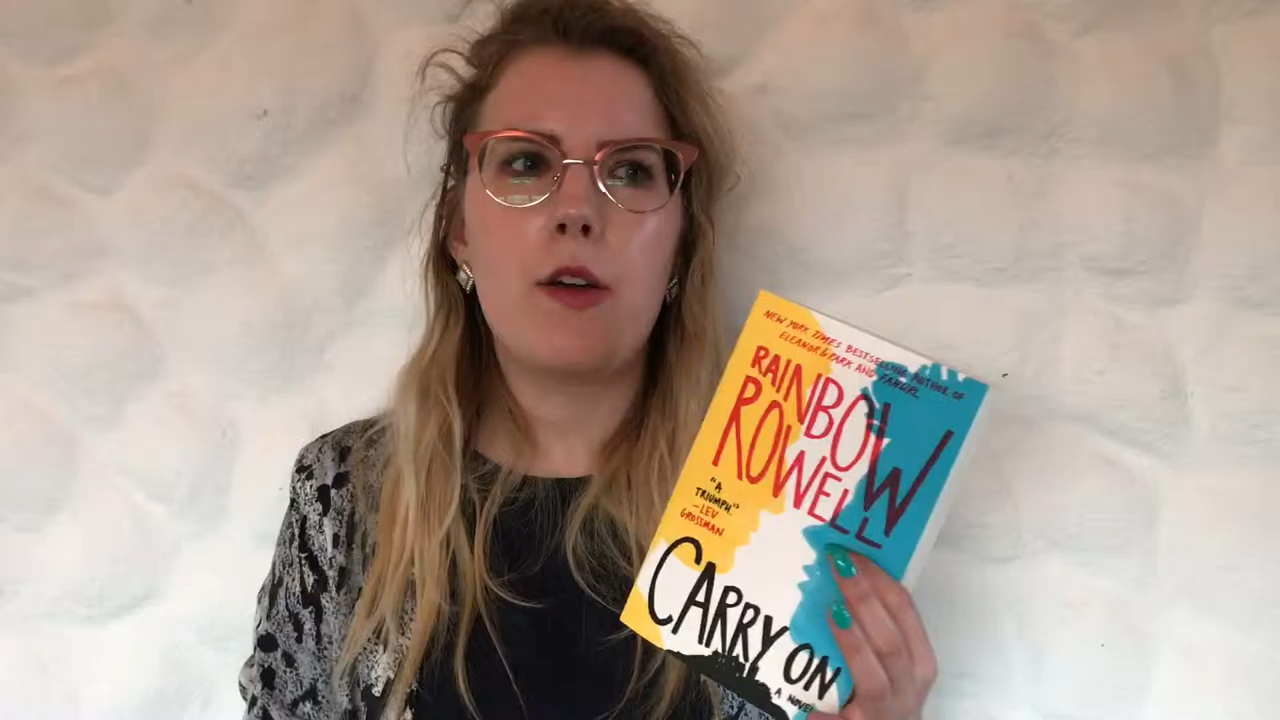 NEW YORK TIMES BESTSELLING AUTHOR OF
ELEANOR & PARK AND FANGIRL
RAINBOW
ROWELL
"A
TRIUMPH."
—LEV
GROSSMAN
CARRY ON
A NOVEL